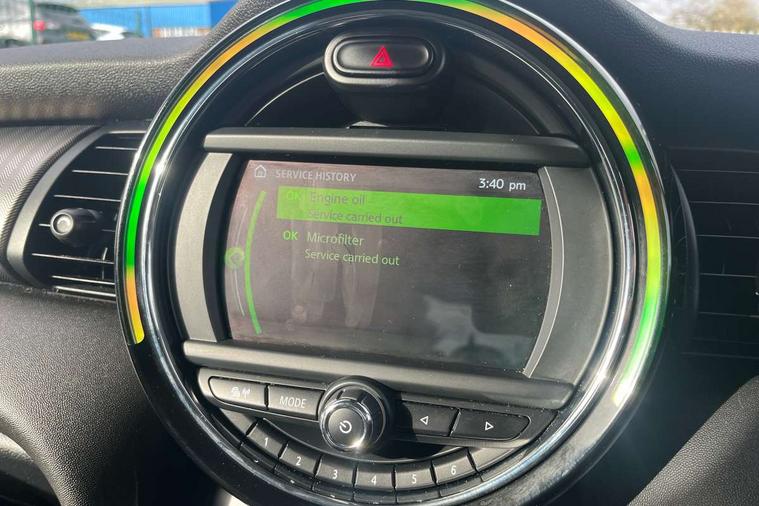 SERVICE HISTORY 3:40 pm
OK Engine oil
Service carried out
OK Microfilter
Service carried out
MODE
1 2 3 4 5 6